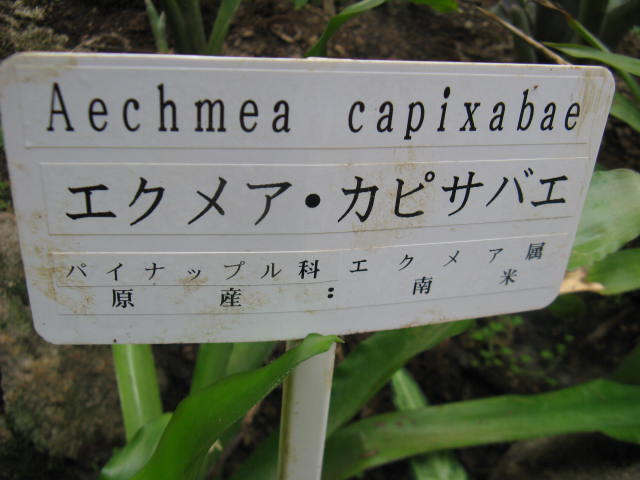 Aechmea capixabae
エクメア・カピサバエ
パイナップル科エクメア属
原産：南米